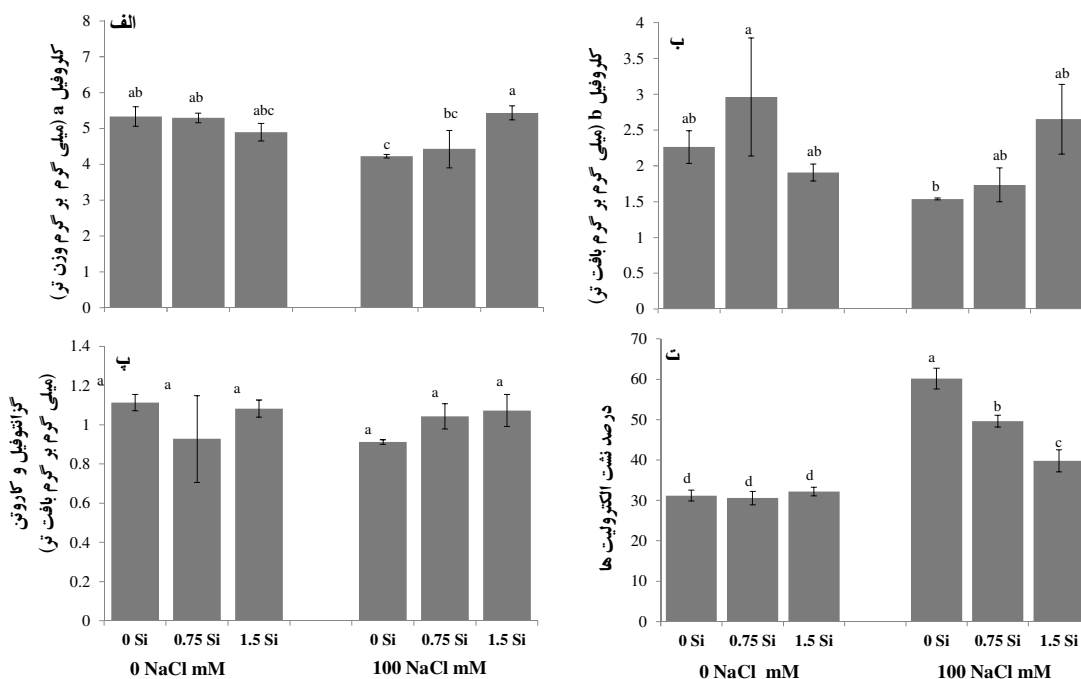 الف
کلروفیل a (میلی گرم بر گرم وزن تر)
8
7
6
5
4
3
2
1
0
ab
ab
abc
c
bc
a
ب
کلروفیل b (میلی گرم بر گرم بافت تر)
4
3.5
3
2.5
2
1.5
1
0.5
0
ab
a
ab
b
ab
ab
گزانتوفیل و کاروتن
(میلی گرم بر گرم بافت تر)
1.4
1.2
1
0.8
0.6
0.4
0.2
0
a
a
a
a
a
a
0 Si
0.75 Si
1.5 Si
0 Si
0.75 Si
1.5 Si
0 NaCl mM
100 NaCl mM
درصد نشت الکترولیت ها
70
60
50
40
30
20
10
0
d
d
d
a
b
c
0 Si
0.75 Si
1.5 Si
0 Si
0.75 Si
1.5 Si
0 NaCl mM
100 NaCl mM